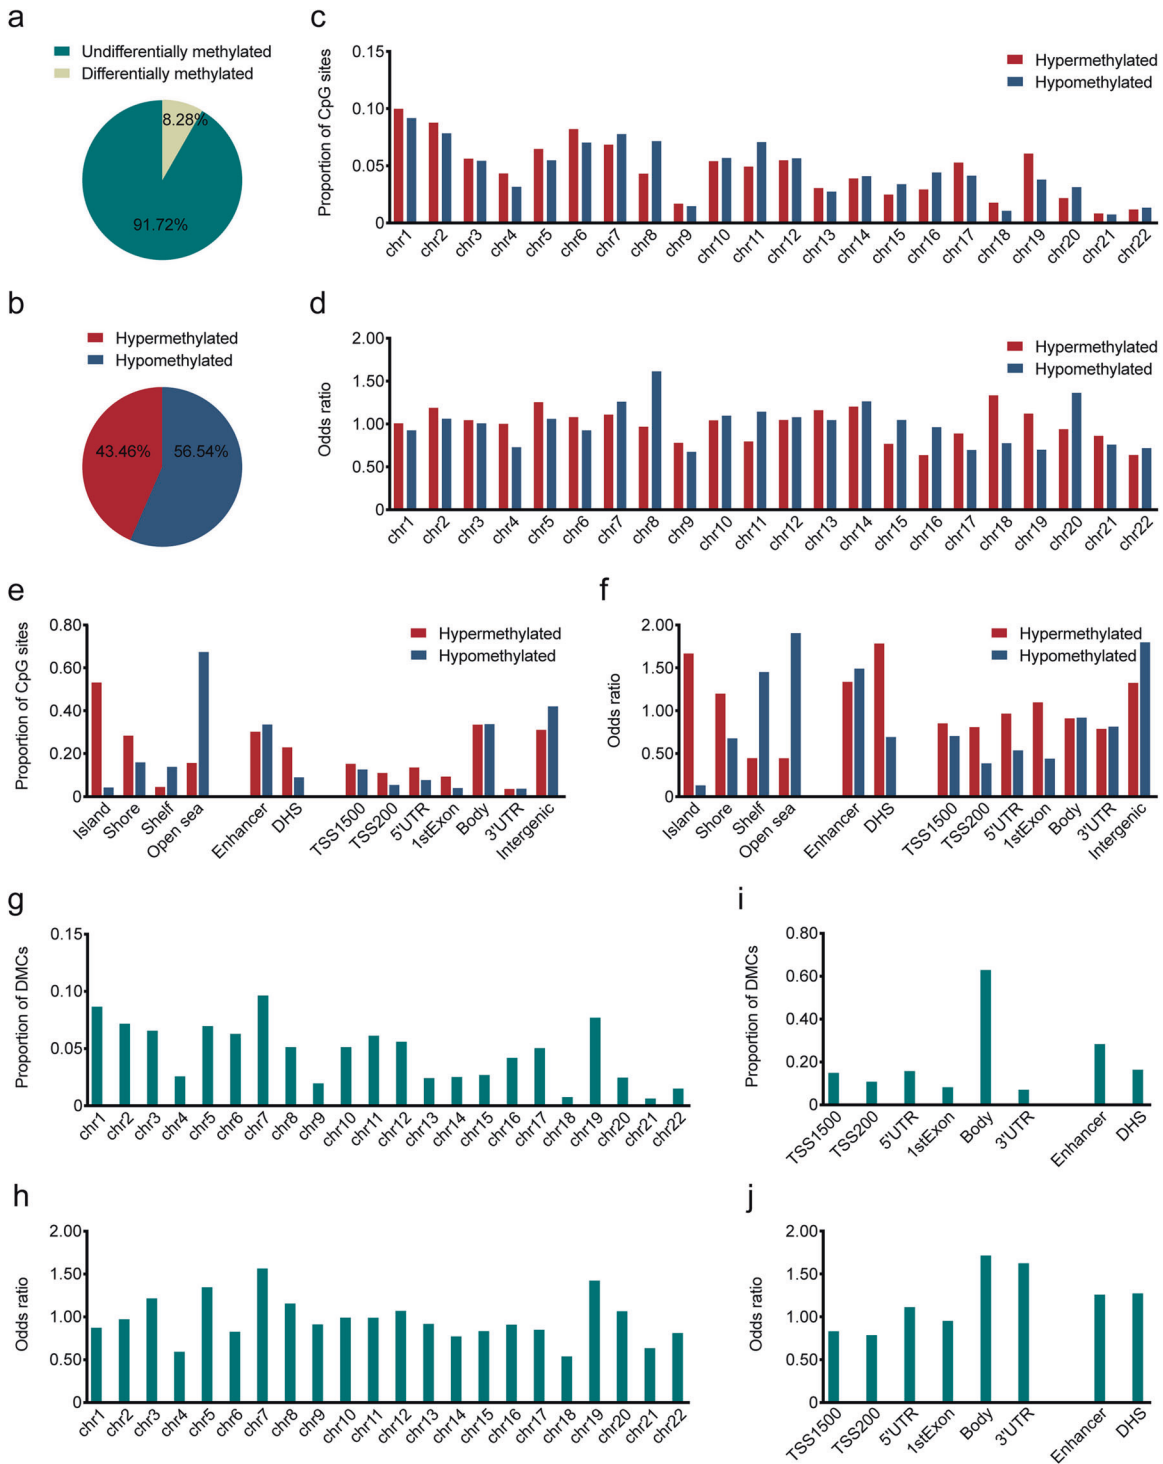 a
Undifferentially methylated
Differentially methylated
8.28%
91.72%
b
Hypermethylated
Hypomethylated
43.46%
56.54%
c
Proportion of CpG sites
0.15
0.10
0.05
0
Hypermethylated
Hypomethylated
chr1 chr2 chr3 chr4 chr5 chr6 chr7 chr8 chr9 chr10 chr11 chr12 chr13 chr14 chr15 chr16 chr17 chr18 chr19 chr20 chr21 chr22
d
Odds ratio
2.00
1.50
1.00
0.50
0
Hypermethylated
Hypomethylated
chr1 chr2 chr3 chr4 chr5 chr6 chr7 chr8 chr9 chr10 chr11 chr12 chr13 chr14 chr15 chr16 chr17 chr18 chr19 chr20 chr21 chr22
e
Proportion of CpG sites
0.80
0.60
0.40
0.20
0
Hypermethylated
Hypomethylated
Island Shore Shelf Open sea Enhancer DHS TSS1500 TSS200 5'UTR 1stExon Body 3'UTR Intergenic
f
Odds ratio
2.00
1.50
1.00
0.50
0
Hypermethylated
Hypomethylated
Island Shore Shelf Open sea Enhancer DHS TSS1500 TSS200 5'UTR 1stExon Body 3'UTR Intergenic
g
Proportion of DMCs
0.15
0.10
0.05
0
chr1 chr2 chr3 chr4 chr5 chr6 chr7 chr8 chr9 chr10 chr11 chr12 chr13 chr14 chr15 chr16 chr17 chr18 chr19 chr20 chr21 chr22
i
Proportion of DMCs
0.80
0.60
0.40
0.20
0
TSS1500 TSS200 5'UTR 1stExon Body 3'UTR Enhancer DHS
h
Odds ratio
2.00
1.50
1.00
0.50
0
chr1 chr2 chr3 chr4 chr5 chr6 chr7 chr8 chr9 chr10 chr11 chr12 chr13 chr14 chr15 chr16 chr17 chr18 chr19 chr20 chr21 chr22
j
Odds ratio
2.00
1.50
1.00
0.50
0
TSS1500 TSS200 5'UTR 1stExon Body 3'UTR Enhancer DHS